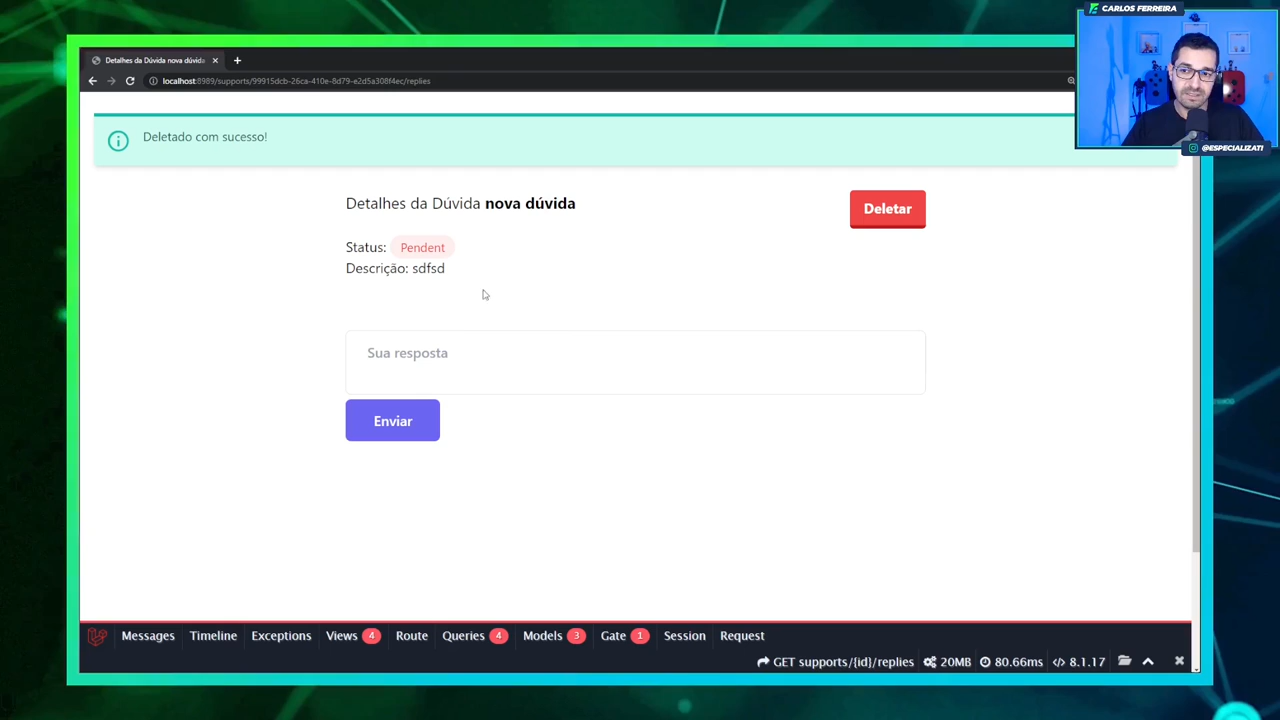 CARLOS FERREIRA
Detalhes da Dúvida nova dúvida
localhost:8989/supports/99915dcb-26ca-410e-8d79-e2d5a308f4ec/replies
@ESPECIALIZATI
Deletado com sucesso!
Detalhes da Dúvida nova dúvida
Deletar
Status: Pendent
Descrição: sdfsd
Sua resposta
Enviar
Messages Timeline Exceptions Views 4 Route Queries 4 Models 3 Gate 1 Session Request
GET supports/{id}/replies 20MB 80.66ms 8.1.17